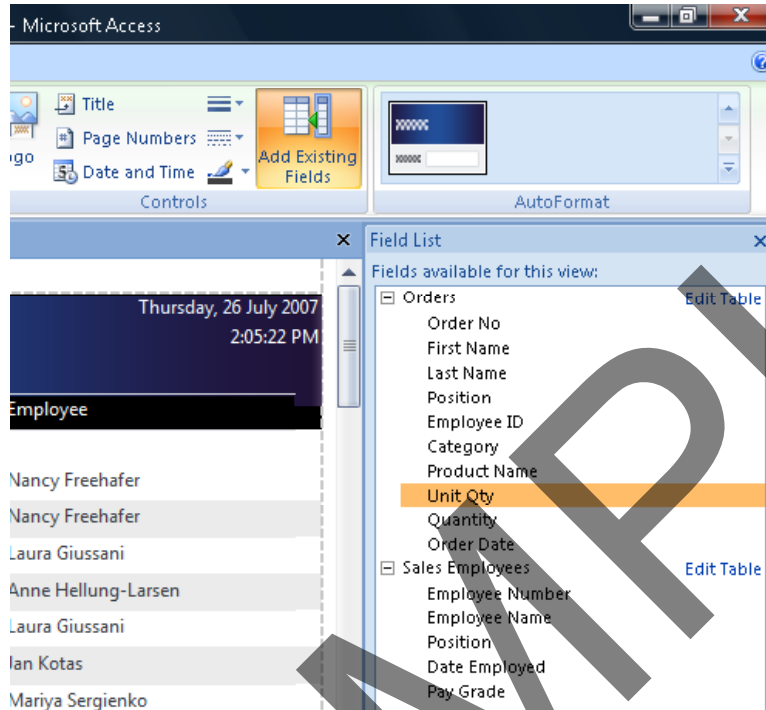 - Microsoft Access
Title
Page Numbers
ogo
Date and Time
Add Existing
Fields
Controls
xxxxx
xxxxx
AutoFormat
Field List
Fields available for this view:
Thursday, 26 July 2007
2:05:22 PM
Employee
Nancy Freehafer
Nancy Freehafer
Laura Giussani
Anne Hellung-Larsen
Laura Giussani
Jan Kotas
Mariya Sergienko
Orders Edit Table
Order No
First Name
Last Name
Position
Employee ID
Category
Product Name
Unit Qty
Quantity
Order Date
Sales Employees Edit Table
Employee Number
Employee Name
Position
Date Employed
Pay Grade